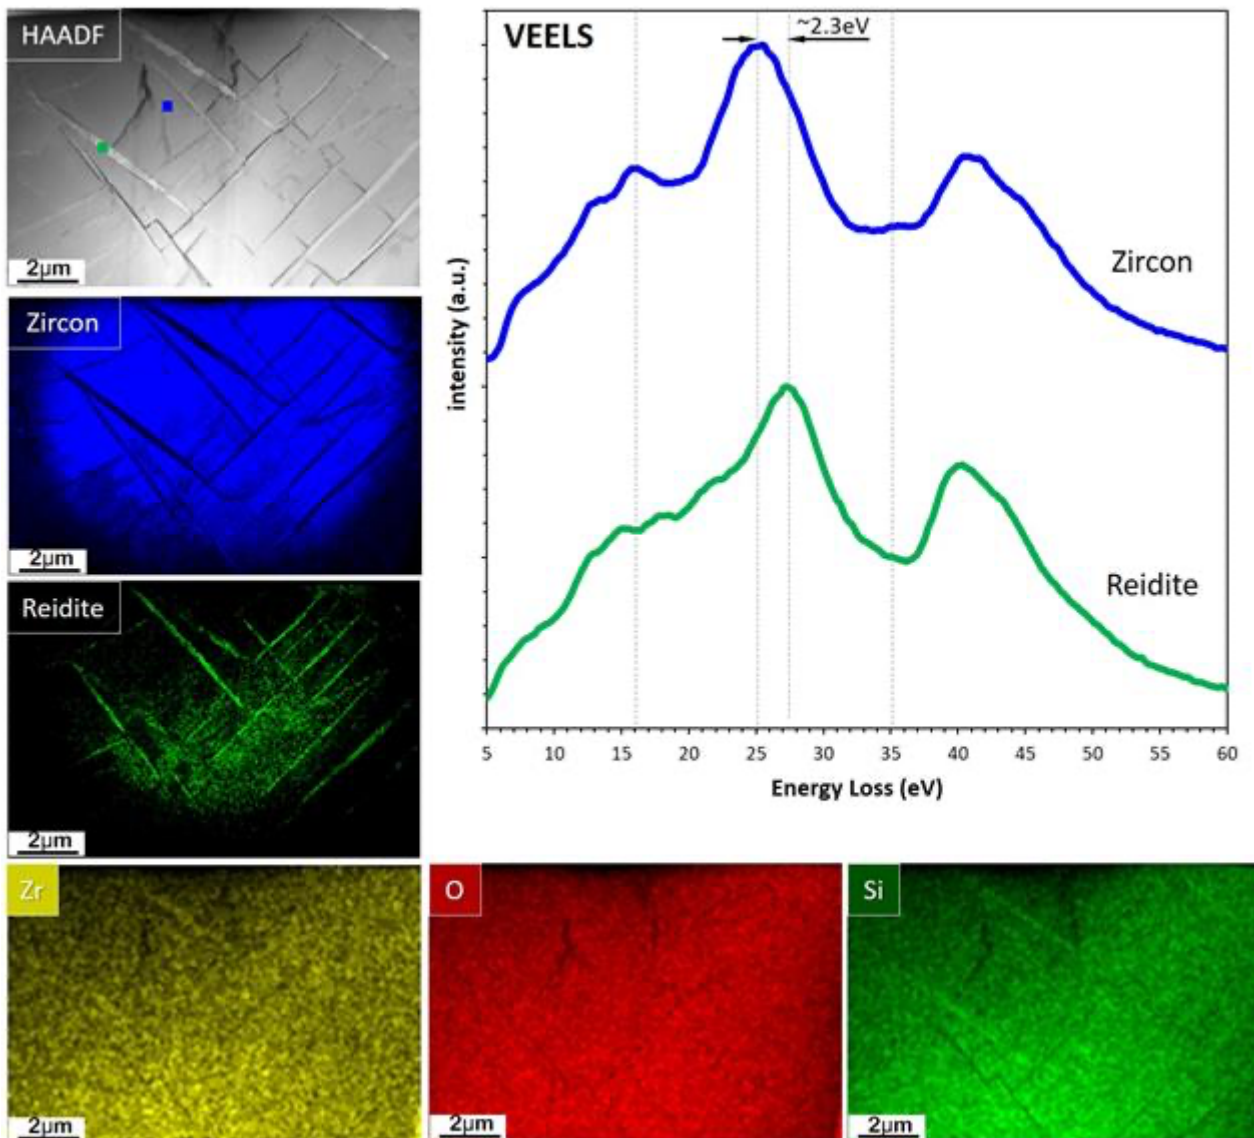 HAADF
2μm
Zircon
2μm
Reidite
2μm
VEELS
~2.3eV
Zircon
Reidite
intensity (a.u.)
5 10 15 20 25 30 35 40 45 50 55 60
Energy Loss (eV)
Zr
2μm
O
2μm
Si
2μm